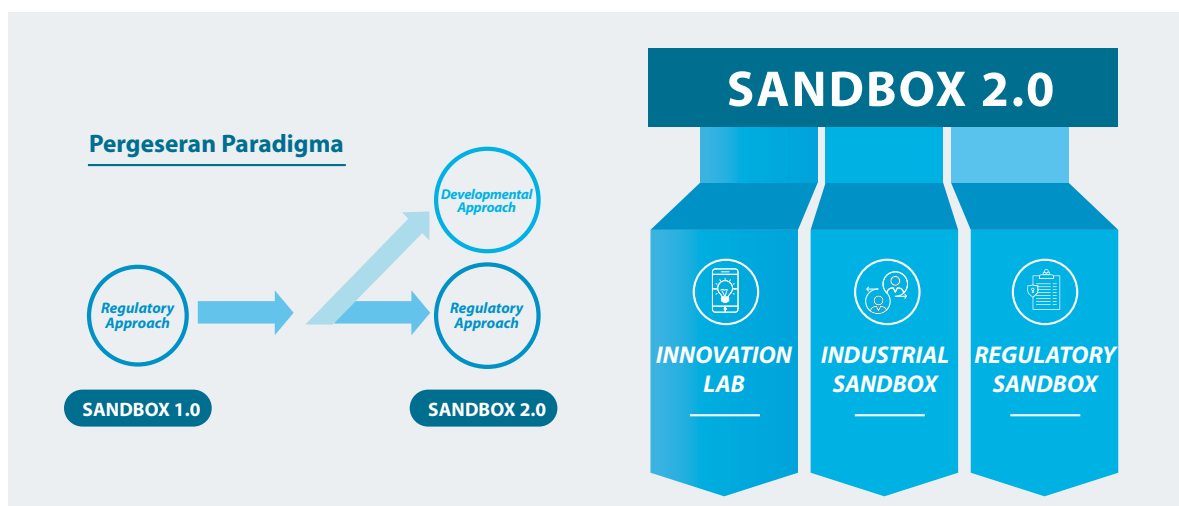 Pergeseran Paradigma
Developmental
Approach
Regulatory
Approach
Regulatory
Approach
SANDBOX 1.0
SANDBOX 2.0
SANDBOX 2.0
INNOVATION
LAB
INDUSTRIAL
SANDBOX
REGULATORY
SANDBOX